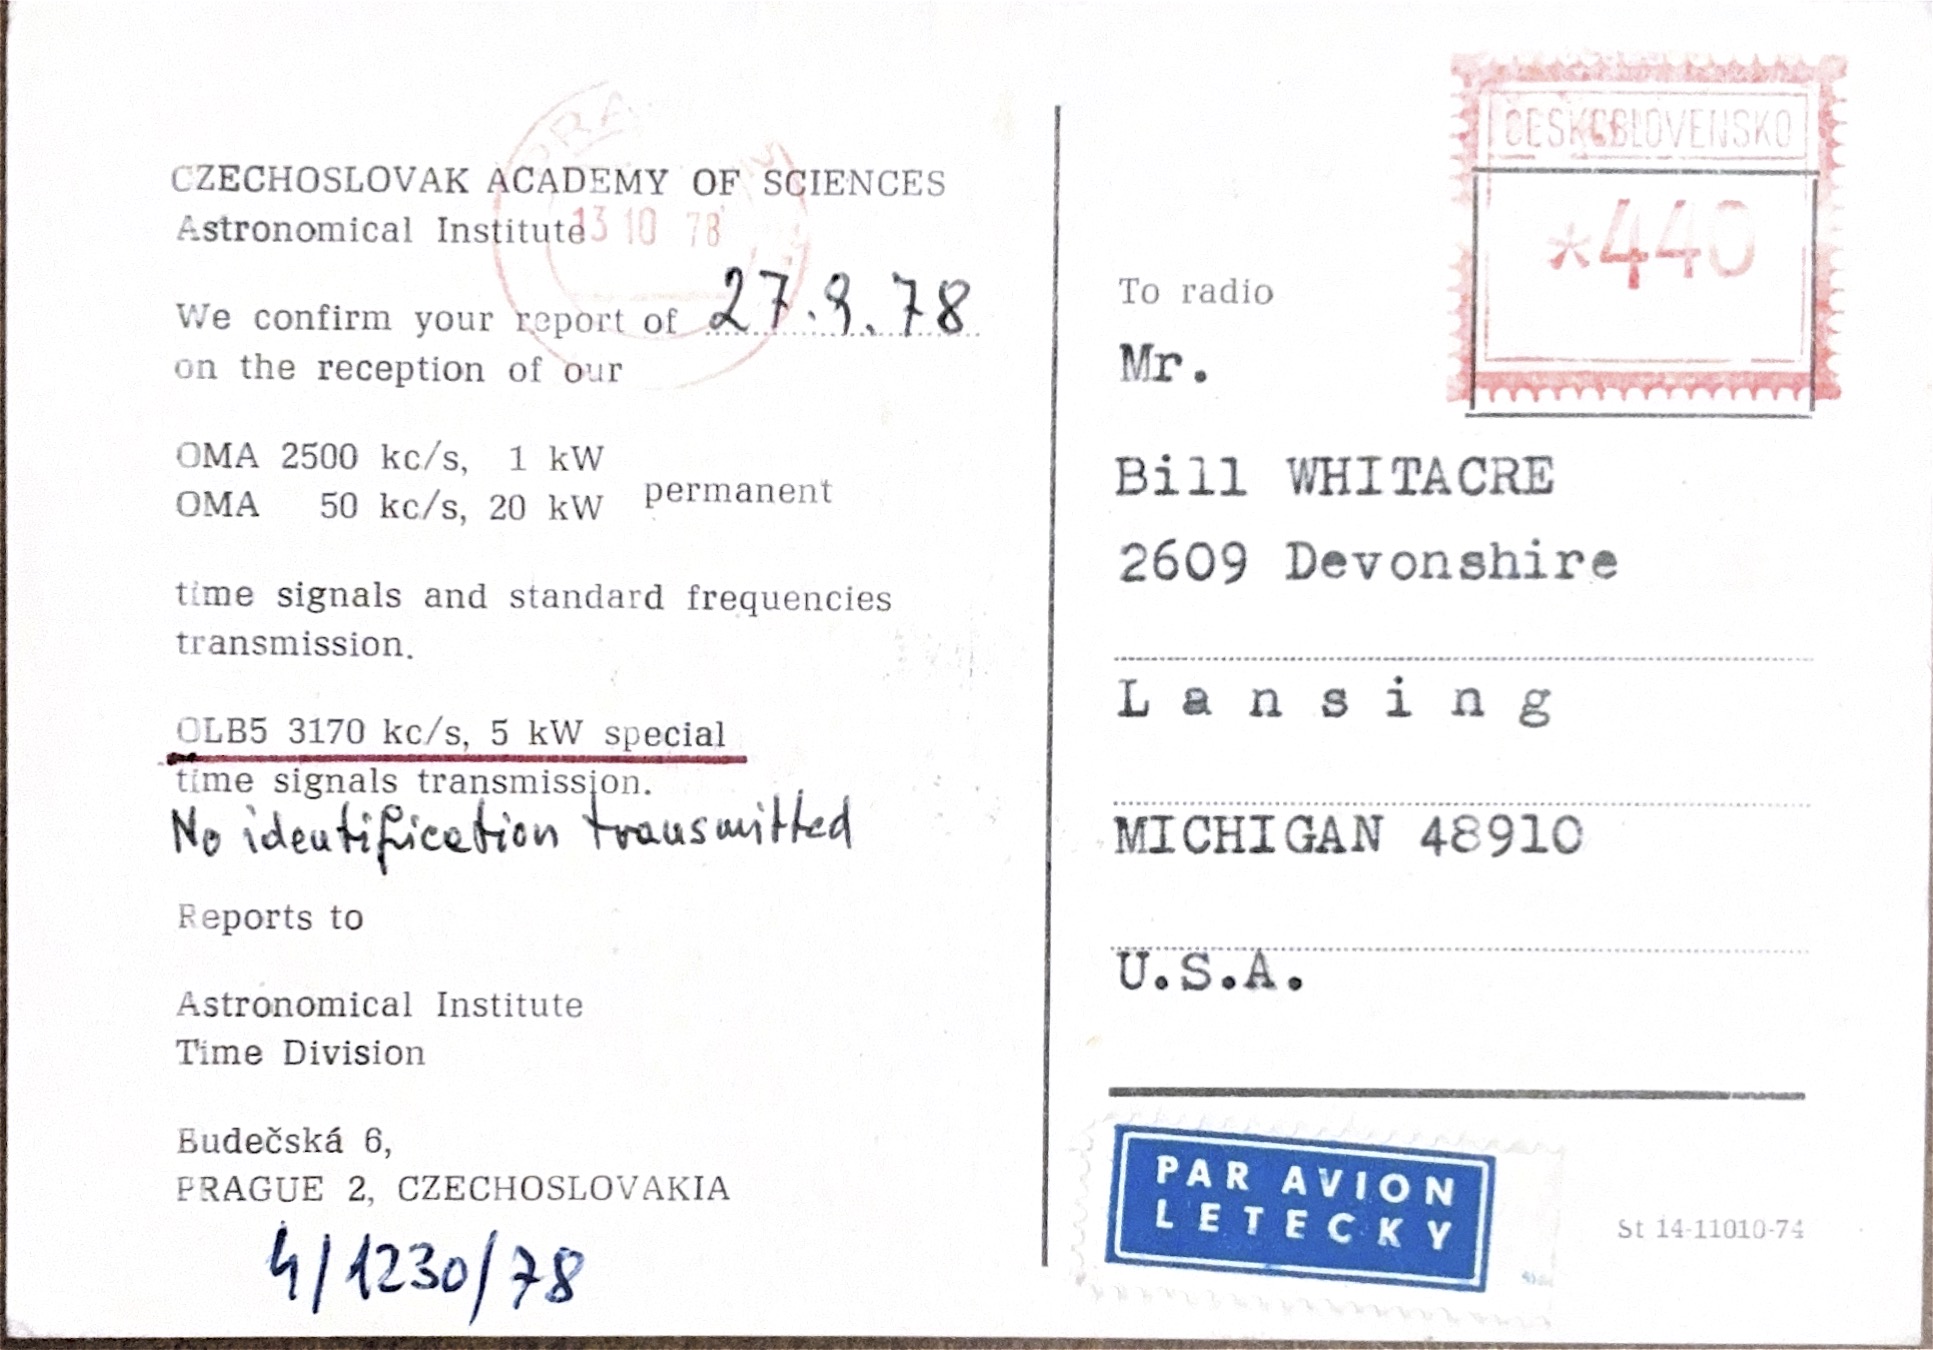 CZECHOSLOVAK ACADEMY OF SCIENCES
Astronomical Institute
13 10 78
We confirm your report of 27.9.78
on the reception of our
OMA 2500 kc/s, 1 kW
OMA 50 kc/s, 20 kW
permanent
time signals and standard frequencies
transmission.
OLB5 3170 kc/s, 5 kW special
time signals transmission.
No identification transmitted
Reports to
Astronomical Institute
Time Division
Budečská 6,
PRAGUE 2, CZECHOSLOVAKIA
4/1230/78
ČESKOSLOVENSKO
*440
To radio
Mr.
Bill WHITACRE
2609 Devonshire
Lansing
MICHIGAN 48910
U.S.A.
PAR AVION
LETECKY
St 14-11010-74